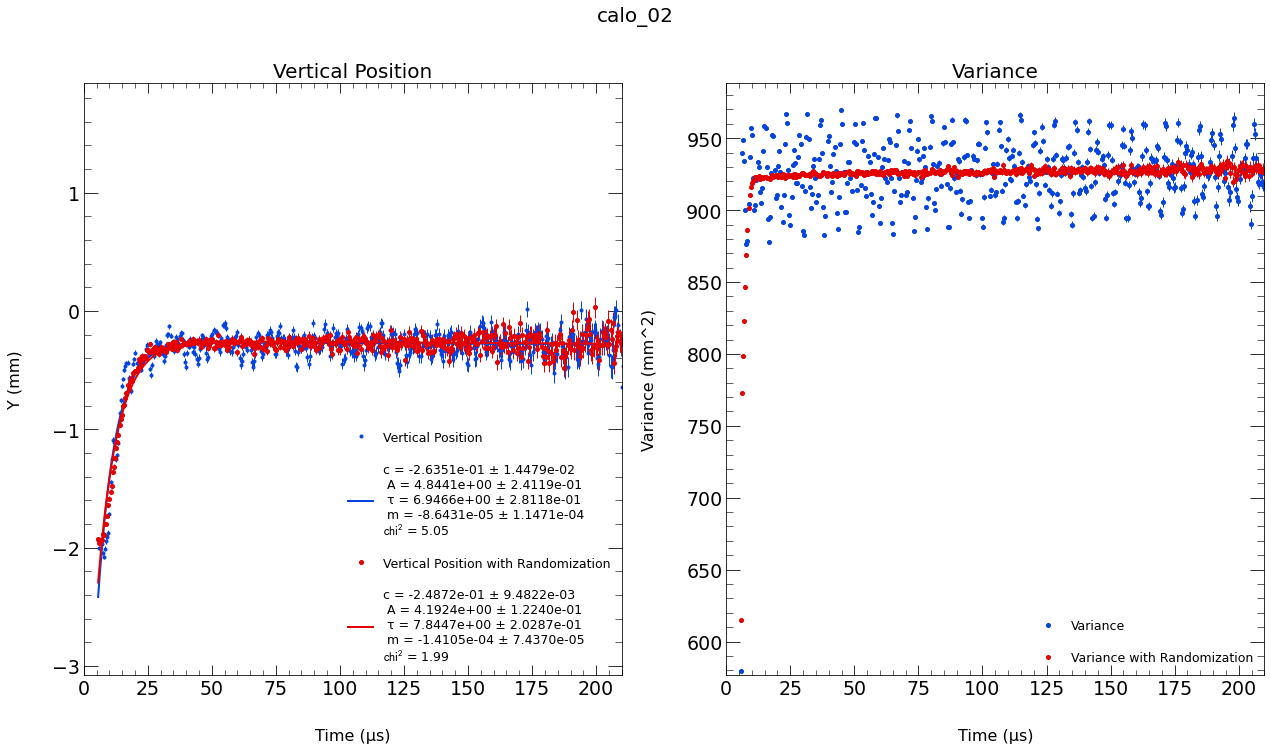 calo_02
Vertical Position
1
0
−1
−2
−3
Y (mm)
Vertical Position
c = -2.6351e-01 ± 1.4479e-02
A = 4.8441e+00 ± 2.4119e-01
τ = 6.9466e+00 ± 2.8118e-01
m = -8.6431e-05 ± 1.1471e-04
chi² = 5.05
Vertical Position with Randomization
c = -2.4872e-01 ± 9.4822e-03
A = 4.1924e+00 ± 1.2240e-01
τ = 7.8447e+00 ± 2.0287e-01
m = -1.4105e-04 ± 7.4370e-05
chi² = 1.99
0 25 50 75 100 125 150 175 200
Time (μs)
Variance
950
900
850
800
750
700
650
600
Variance (mm^2)
Variance
Variance with Randomization
0 25 50 75 100 125 150 175 200
Time (μs)